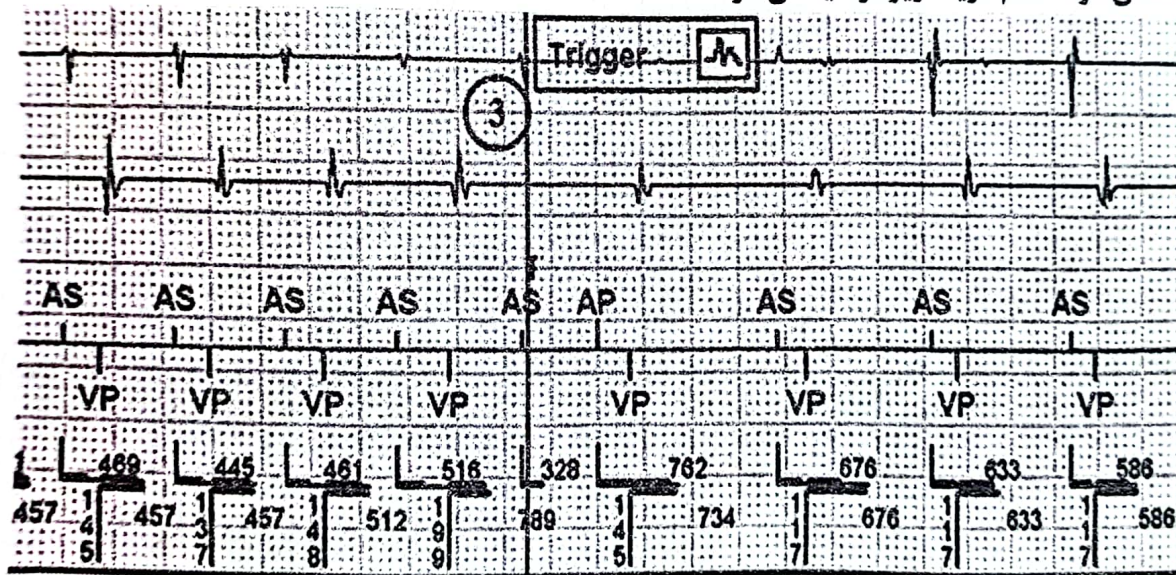 Trigger
3
AS AS AS AS AS AP AS AS AS
VP VP VP VP VP VP VP VP
469 445 461 516 328 762 676 633 586
457 145 457 137 457 148 512 199 789 145 734 117 676 117 633 117 586